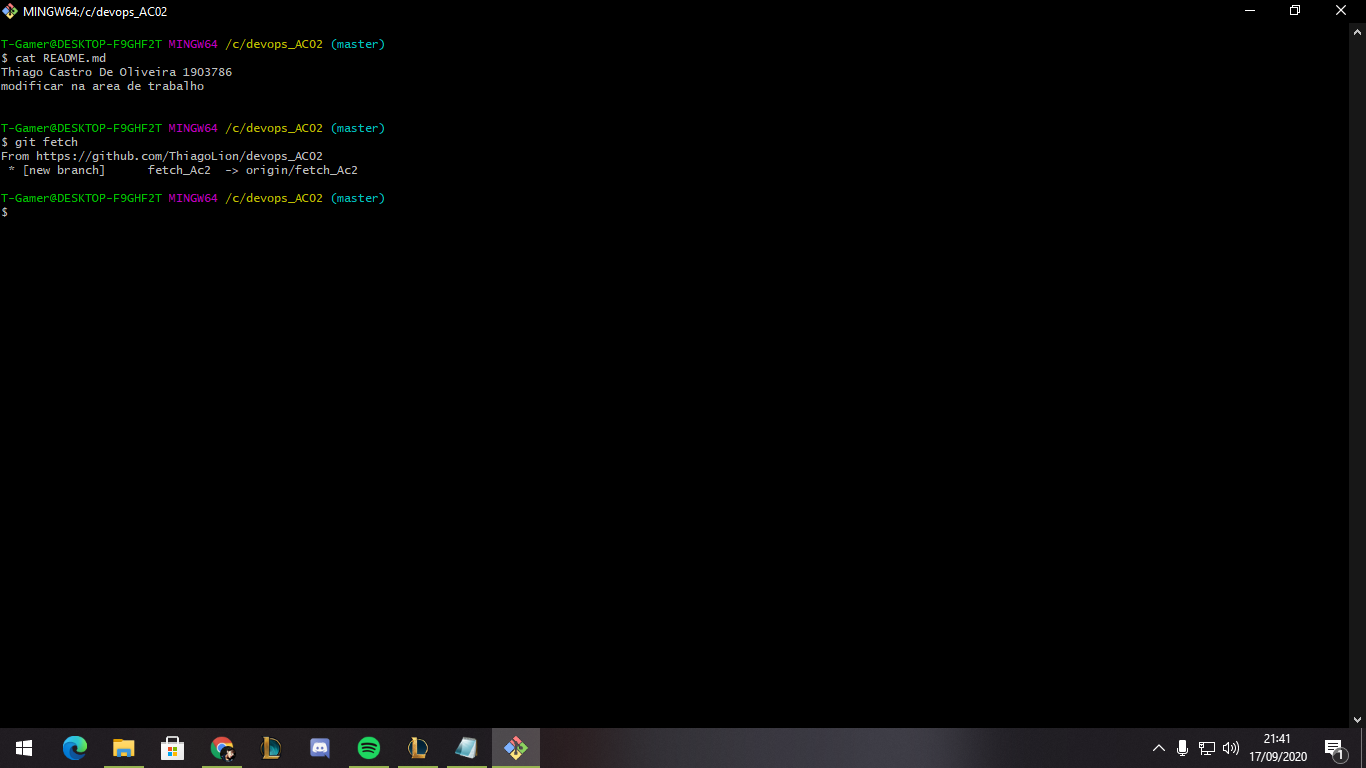 MINGW64:/c/devops_AC02
T-Gamer@DESKTOP-F9GHF2T MINGW64 /c/devops_AC02 (master)
$ cat README.md
Thiago Castro De Oliveira 1903786
modificar na area de trabalho
T-Gamer@DESKTOP-F9GHF2T MINGW64 /c/devops_AC02 (master)
$ git fetch
From https://github.com/ThiagoLion/devops_AC02
 * [new branch]      fetch_Ac2  -> origin/fetch_Ac2
T-Gamer@DESKTOP-F9GHF2T MINGW64 /c/devops_AC02 (master)
$
21:41
17/09/2020
1